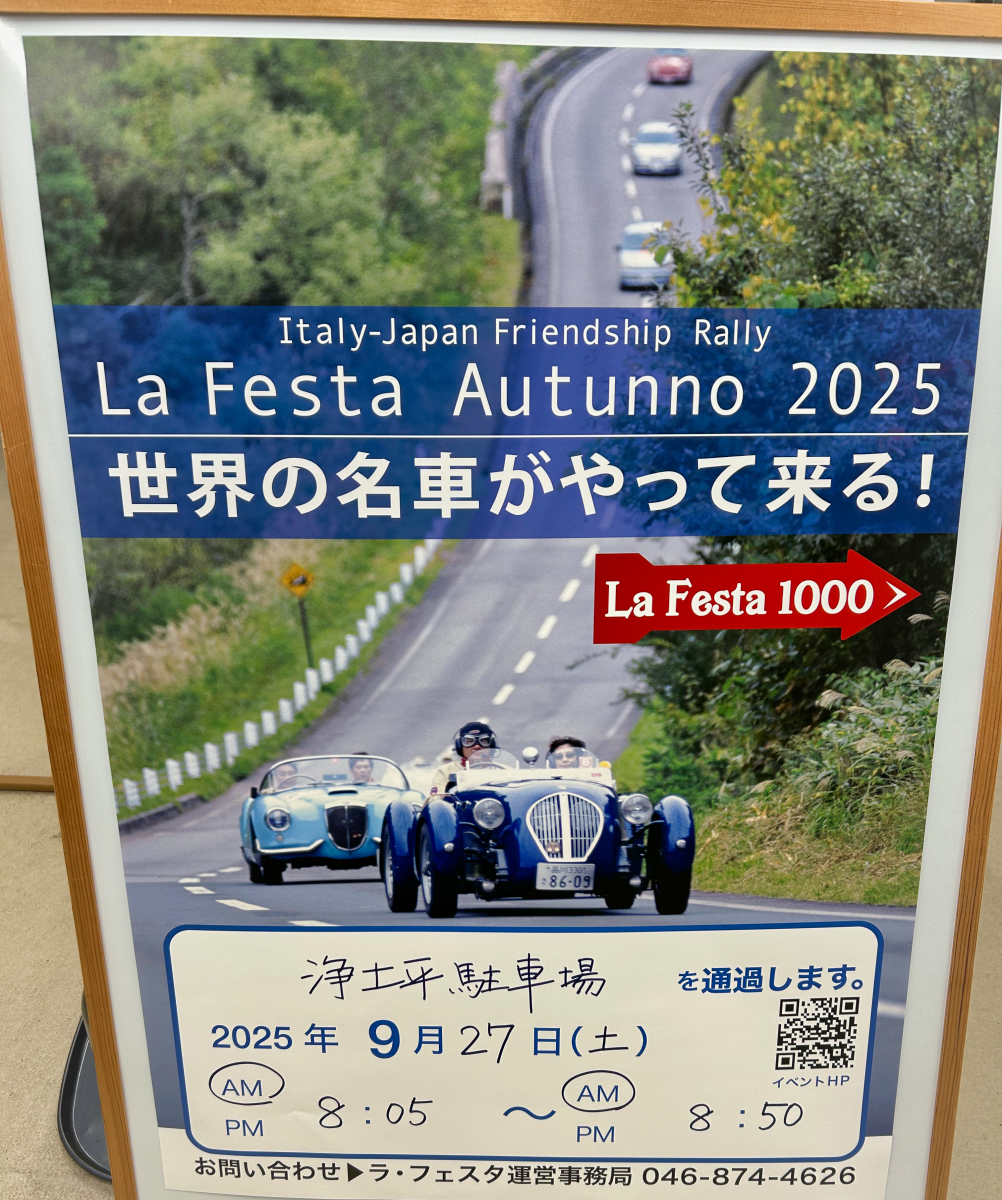 Italy-Japan Friendship Rally
La Festa Autunno 2025
世界の名車がやって来る!
La Festa 1000
86-09
浄土平駐車場 を通過します。
2025年 9月27日(土)
イベントHP
AM AM
8:05 ~ 8:50
PM PM
お問い合わせ▶ラ・フェスタ運営事務局 046-874-4626